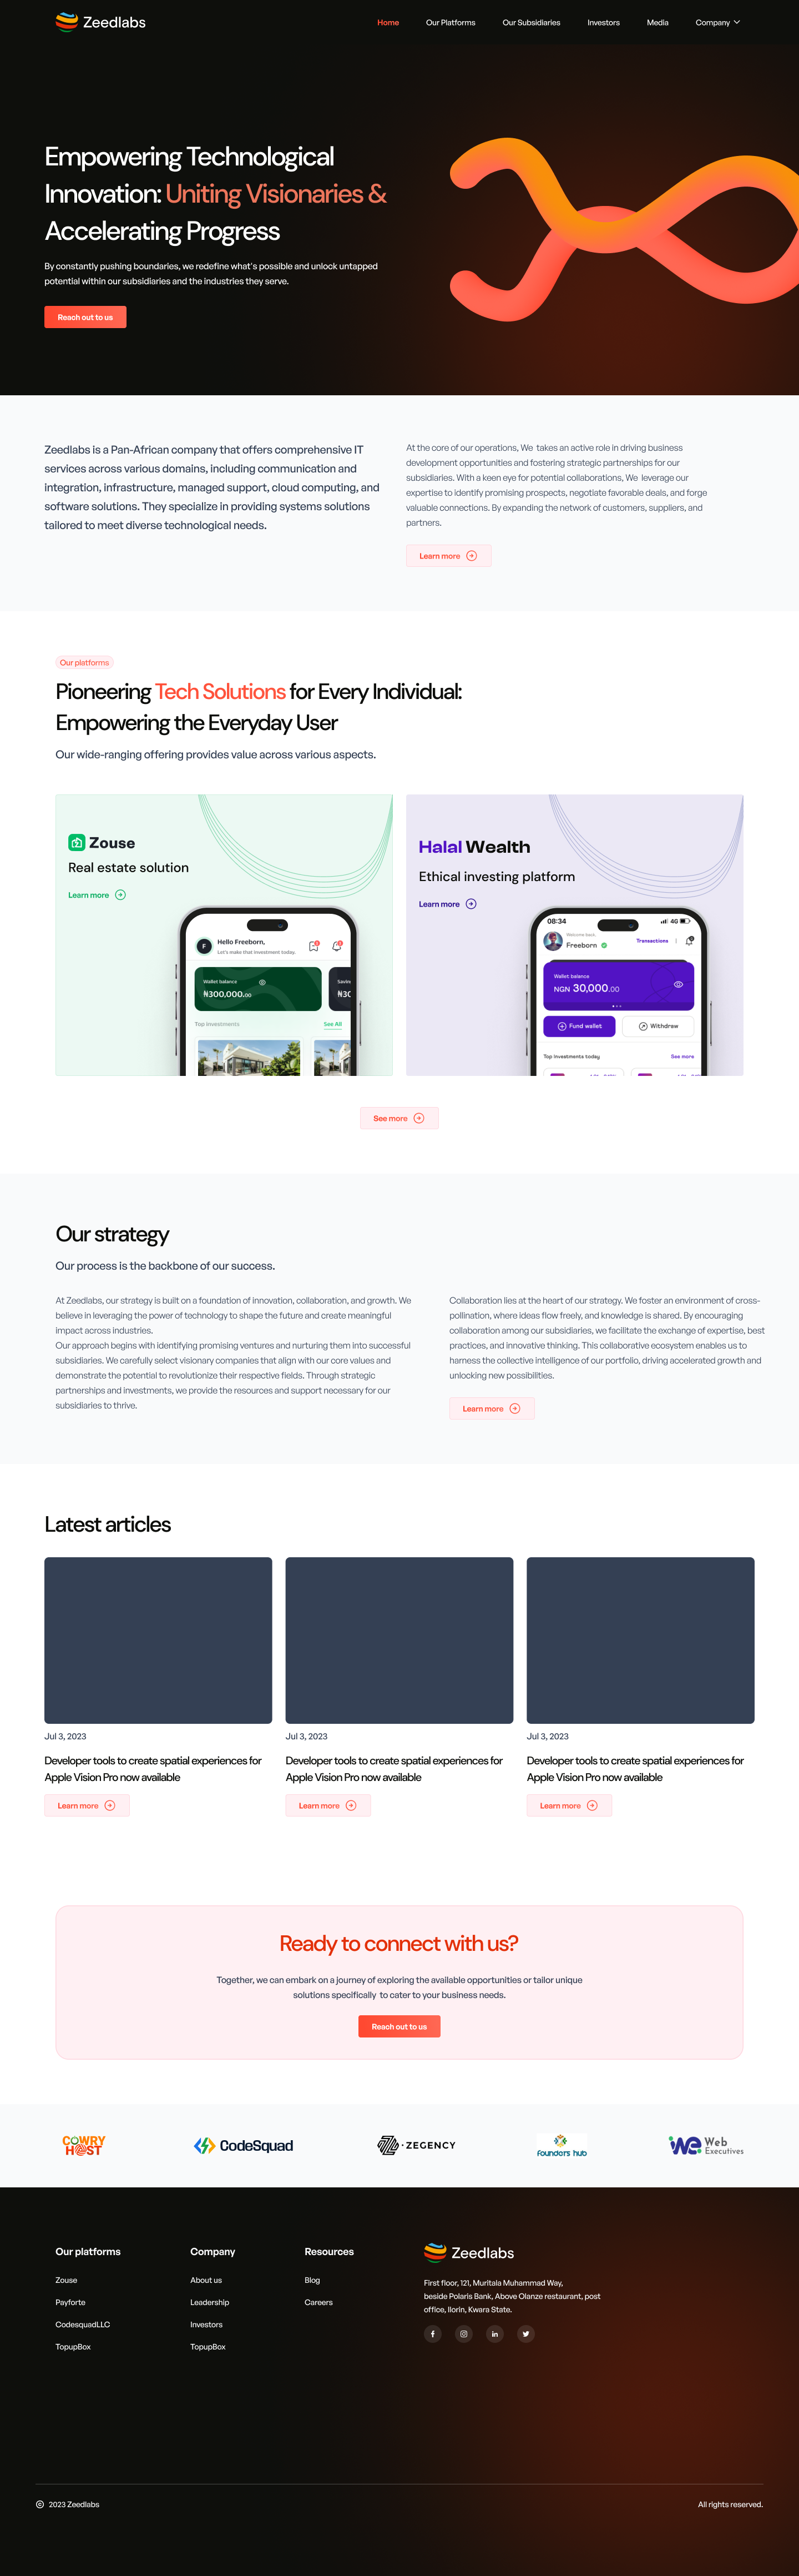 Zeedlabs
Home
Our Platforms
Our Subsidiaries
Investors
Media
Company
Empowering Technological
Innovation: Uniting Visionaries &
Accelerating Progress
By constantly pushing boundaries, we redefine what's possible and unlock untapped
potential within our subsidiaries and the industries they serve.
Reach out to us
Zeedlabs is a Pan-African company that offers comprehensive IT
services across various domains, including communication and
integration, infrastructure, managed support, cloud computing, and
software solutions. They specialize in providing systems solutions
tailored to meet diverse technological needs.
At the core of our operations, We takes an active role in driving business
development opportunities and fostering strategic partnerships for our
subsidiaries. With a keen eye for potential collaborations, We leverage our
expertise to identify promising prospects, negotiate favorable deals, and forge
valuable connections. By expanding the network of customers, suppliers, and
partners.
Learn more
Our platforms
Pioneering Tech Solutions for Every Individual:
Empowering the Everyday User
Our wide-ranging offering provides value across various aspects.
Zouse
Real estate solution
Learn more
F
Hello Freeborn,
Let's make that investment today.
Wallet balance
₦300,000.00
Savin
₦30
Top investments
See All
Halal Wealth
Ethical investing platform
Learn more
08:34
4G
Welcome back
Freeborn
Transactions
Wallet balance
NGN 30,000.00
Fund wallet
Withdraw
Top investments today
See more
See more
Our strategy
Our process is the backbone of our success.
At Zeedlabs, our strategy is built on a foundation of innovation, collaboration, and growth. We
believe in leveraging the power of technology to shape the future and create meaningful
impact across industries.
Our approach begins with identifying promising ventures and nurturing them into successful
subsidiaries. We carefully select visionary companies that align with our core values and
demonstrate the potential to revolutionize their respective fields. Through strategic
partnerships and investments, we provide the resources and support necessary for our
subsidiaries to thrive.
Collaboration lies at the heart of our strategy. We foster an environment of cross-
pollination, where ideas flow freely, and knowledge is shared. By encouraging
collaboration among our subsidiaries, we facilitate the exchange of expertise, best
practices, and innovative thinking. This collaborative ecosystem enables us to
harness the collective intelligence of our portfolio, driving accelerated growth and
unlocking new possibilities.
Learn more
Latest articles
Jul 3, 2023
Developer tools to create spatial experiences for
Apple Vision Pro now available
Learn more
Jul 3, 2023
Developer tools to create spatial experiences for
Apple Vision Pro now available
Learn more
Jul 3, 2023
Developer tools to create spatial experiences for
Apple Vision Pro now available
Learn more
Ready to connect with us?
Together, we can embark on a journey of exploring the available opportunities or tailor unique
solutions specifically to cater to your business needs.
Reach out to us
COWRY
HOST
CodeSquad
ZEGENCY
founders hub
we Web
Executives
Our platforms
Zouse
Payforte
CodesquadLLC
TopupBox
Company
About us
Leadership
Investors
TopupBox
Resources
Blog
Careers
Zeedlabs
First floor, 121, Muritala Muhammad Way,
beside Polaris Bank, Above Olanze restaurant, post
office, Ilorin, Kwara State.
© 2023 Zeedlabs
All rights reserved.